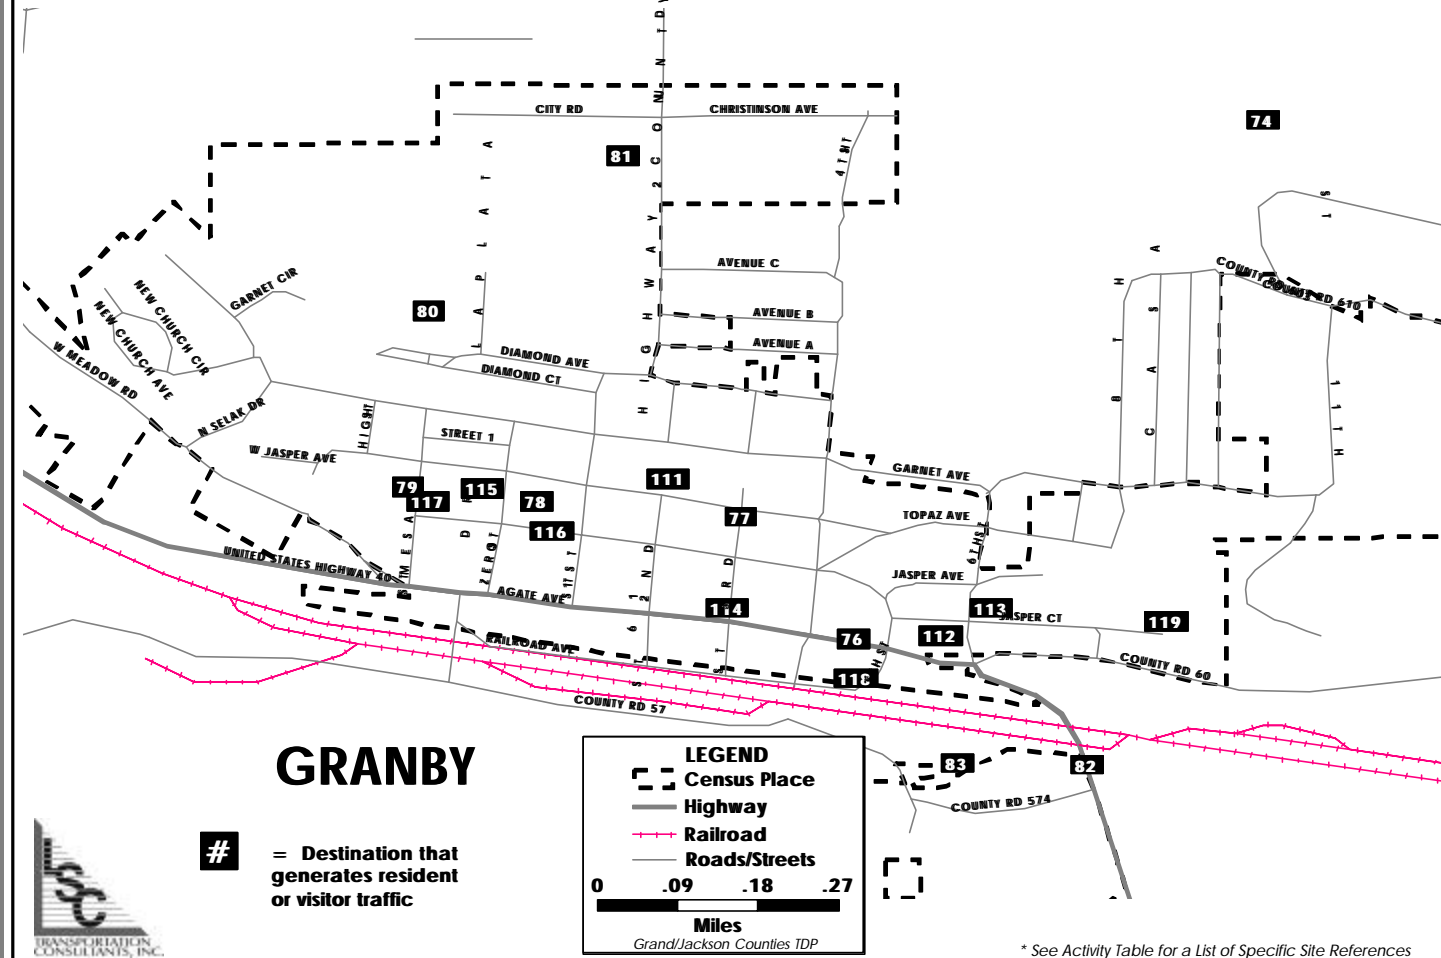 CITY RD
CHRISTINSON AVE
74
81
4TH ST
LA PLATA
HIGHWAY 2
AVENUE C
COUNTY RD 610
GARNET CIR
NEW CHURCH CIR
NEW CHURCH AVE
80
AVENUE B
AVENUE A
W MEADOW RD
DIAMOND AVE
DIAMOND CT
8TH
ACASA
11TH
N SELAK DR
HIGH ST
STREET 1
W JASPER AVE
GARNET AVE
79
117
115
78
111
77
116
TOPAZ AVE
6TH ST
UNITED STATES HIGHWAY 40
MESA ST
ZERO ST
1ST ST
2ND
RD
AGATE AVE
JASPER AVE
114
113
JASPER CT
119
76
112
RAILROAD AVE
118
COUNTY RD 60
COUNTY RD 57
83
82
COUNTY RD 574
GRANBY
#
= Destination that
generates resident
or visitor traffic
LEGEND
Census Place
Highway
Railroad
Roads/Streets
0 .09 .18 .27
Miles
Grand/Jackson Counties TDP
LSC
TRANSPORTATION
CONSULTANTS, INC.
* See Activity Table for a List of Specific Site References